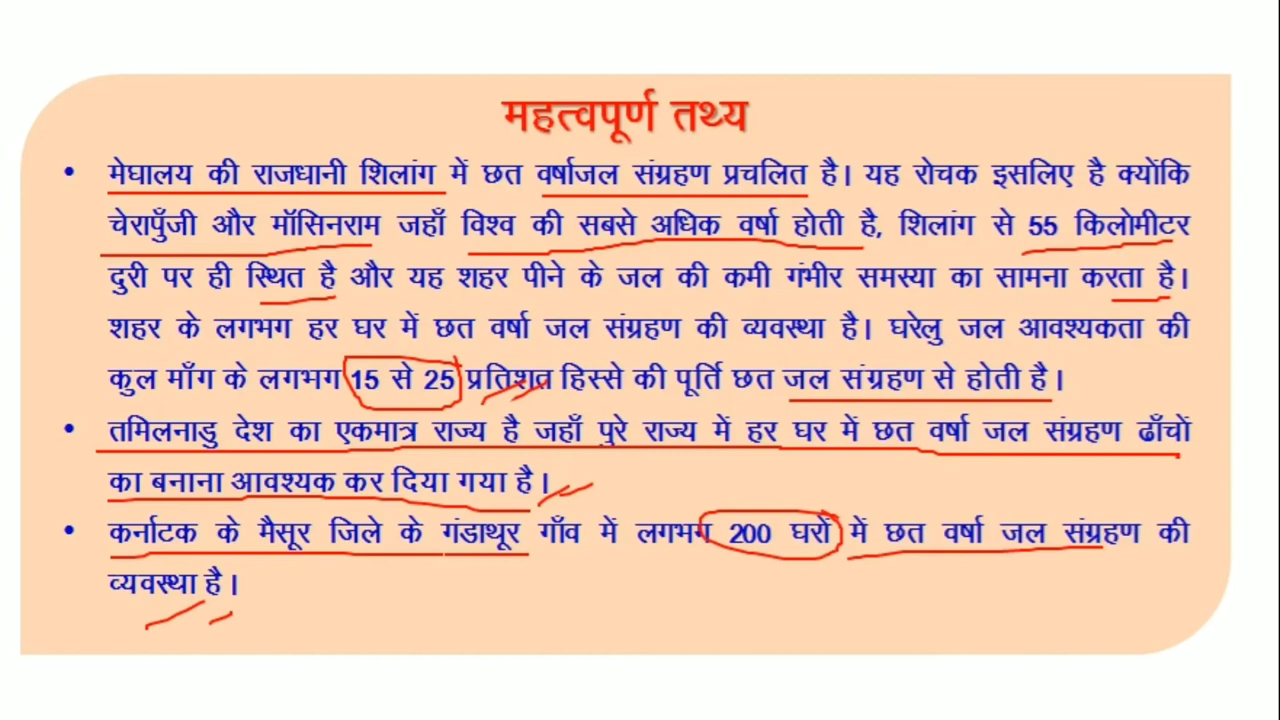 महत्वपूर्ण तथ्य
• मेघालय की राजधानी शिलांग में छत वर्षाजल संग्रहण प्रचलित है। यह रोचक इसलिए है क्योंकि
चेरापुँजी और मॉसिनराम जहाँ विश्व की सबसे अधिक वर्षा होती है, शिलांग से 55 किलोमीटर
दुरी पर ही स्थित है और यह शहर पीने के जल की कमी गंभीर समस्या का सामना करता है।
शहर के लगभग हर घर में छत वर्षा जल संग्रहण की व्यवस्था है। घरेलु जल आवश्यकता की
कुल माँग के लगभग 15 से 25 प्रतिशत हिस्से की पूर्ति छत जल संग्रहण से होती है।
• तमिलनाडु देश का एकमात्र राज्य है जहाँ पुरे राज्य में हर घर में छत वर्षा जल संग्रहण ढाँचों
का बनाना आवश्यक कर दिया गया है।
• कर्नाटक के मैसूर जिले के गंडाथूर गाँव में लगभग 200 घरों में छत वर्षा जल संग्रहण की
व्यवस्था है।